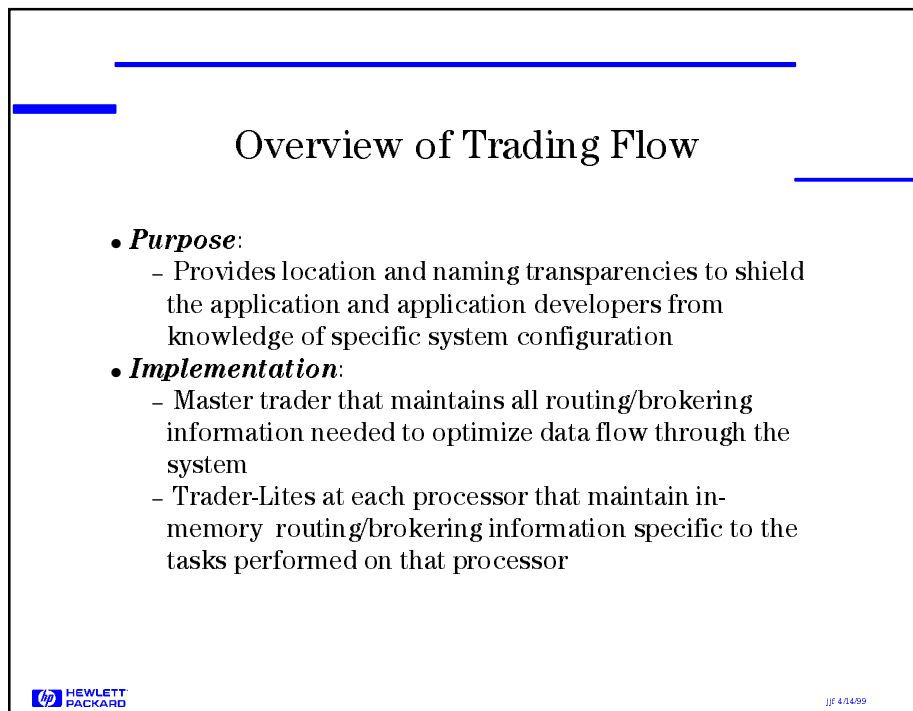 Overview of Trading Flow
• Purpose:
– Provides location and naming transparencies to shield
the application and application developers from
knowledge of specific system configuration
• Implementation:
– Master trader that maintains all routing/brokering
information needed to optimize data flow through the
system
– Trader-Lites at each processor that maintain in-
memory routing/brokering information specific to the
tasks performed on that processor
hp HEWLETT
PACKARD
jjf 4/14/99